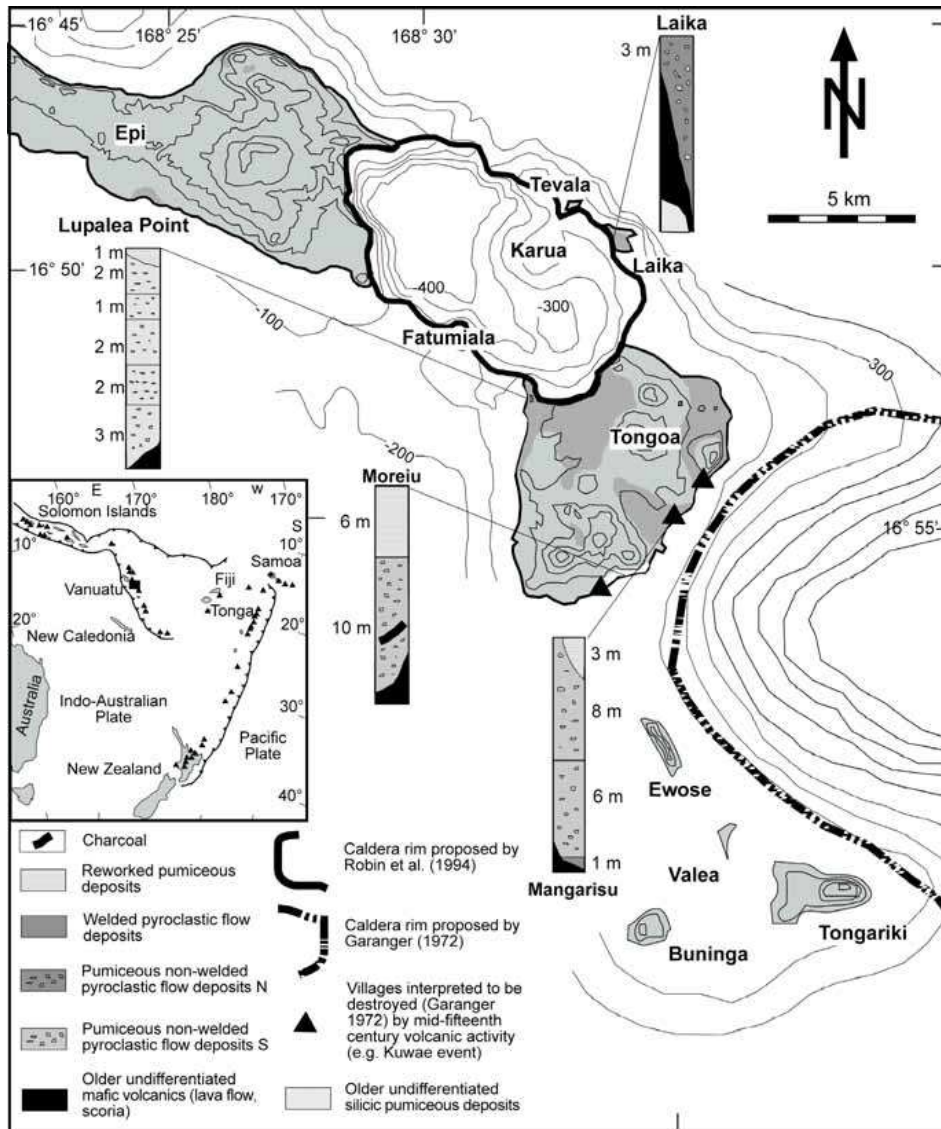 16° 45'
168° 25'
168° 30'
Laika
3 m
N
5 km
Epi
Tevala
Karua
Laika
Lupalea Point
1 m
2 m
1 m
2 m
2 m
3 m
16° 50'
-400
-300
-100
Fatumiala
-300
Tongoa
-200
Moreiu
6 m
10 m
16° 55'
160°
E
170°
180°
W
170°
S
Solomon Islands
10°
10°
Samoa
Fiji
Vanuatu
Tonga
20°
20°
New Caledonia
Australia
Indo-Australian
Plate
30°
30°
Pacific
Plate
New Zealand
40°
40°
3 m
8 m
6 m
1 m
Mangarisu
Ewose
Valea
Buninga
Tongariki
Charcoal
Reworked pumiceous
deposits
Welded pyroclastic flow
deposits
Pumiceous non-welded
pyroclastic flow deposits N
Pumiceous non-welded
pyroclastic flow deposits S
Older undifferentiated
mafic volcanics (lava flow,
scoria)
Caldera rim proposed by
Robin et al. (1994)
Caldera rim proposed by
Garanger (1972)
Villages interpreted to be
destroyed (Garanger
1972) by mid-fifteenth
century volcanic activity
(e.g. Kuwae event)
Older undifferentiated
silicic pumiceous deposits